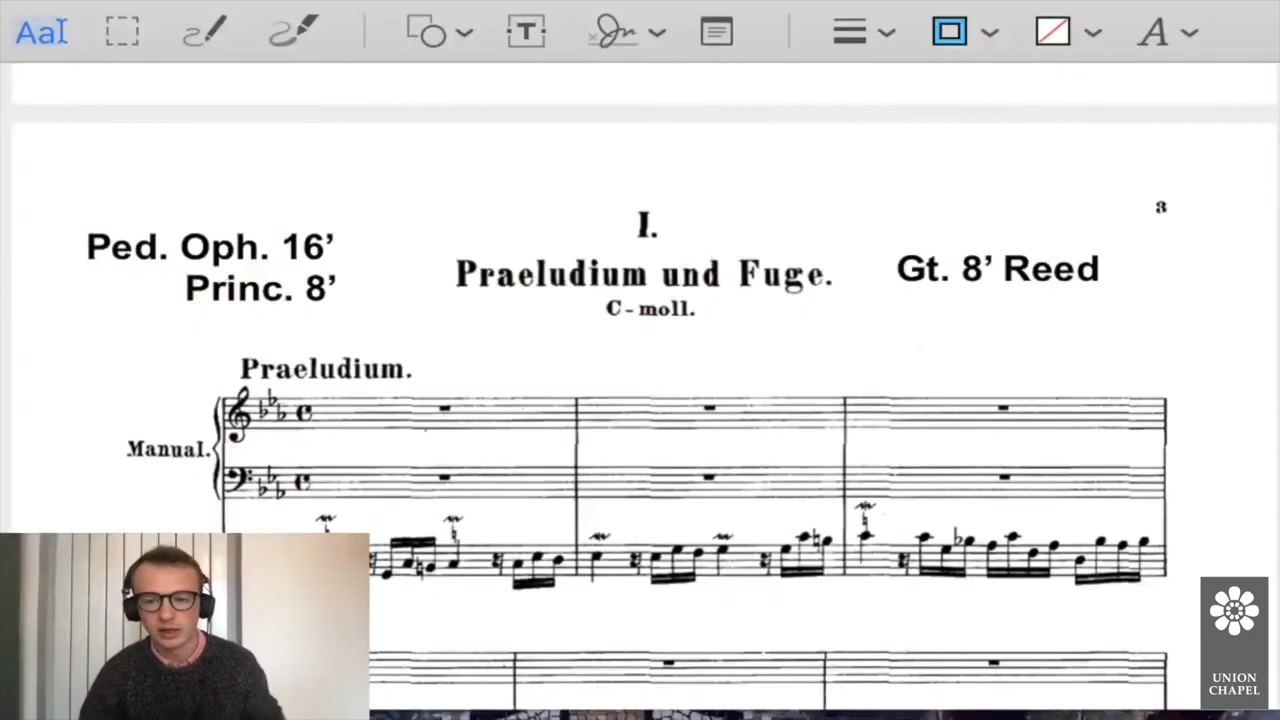 AaI
T
A
3
I.
Ped. Oph. 16’
Princ. 8’
Praeludium und Fuge.
C-moll.
Gt. 8’ Reed
Praeludium.
Manual.
UNION
CHAPEL